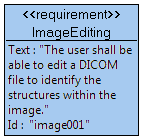 <<requirement>>
ImageEditing
Text : "The user shall be
able to edit a DICOM
file to identify the
structures within the
image."
Id : "image001"